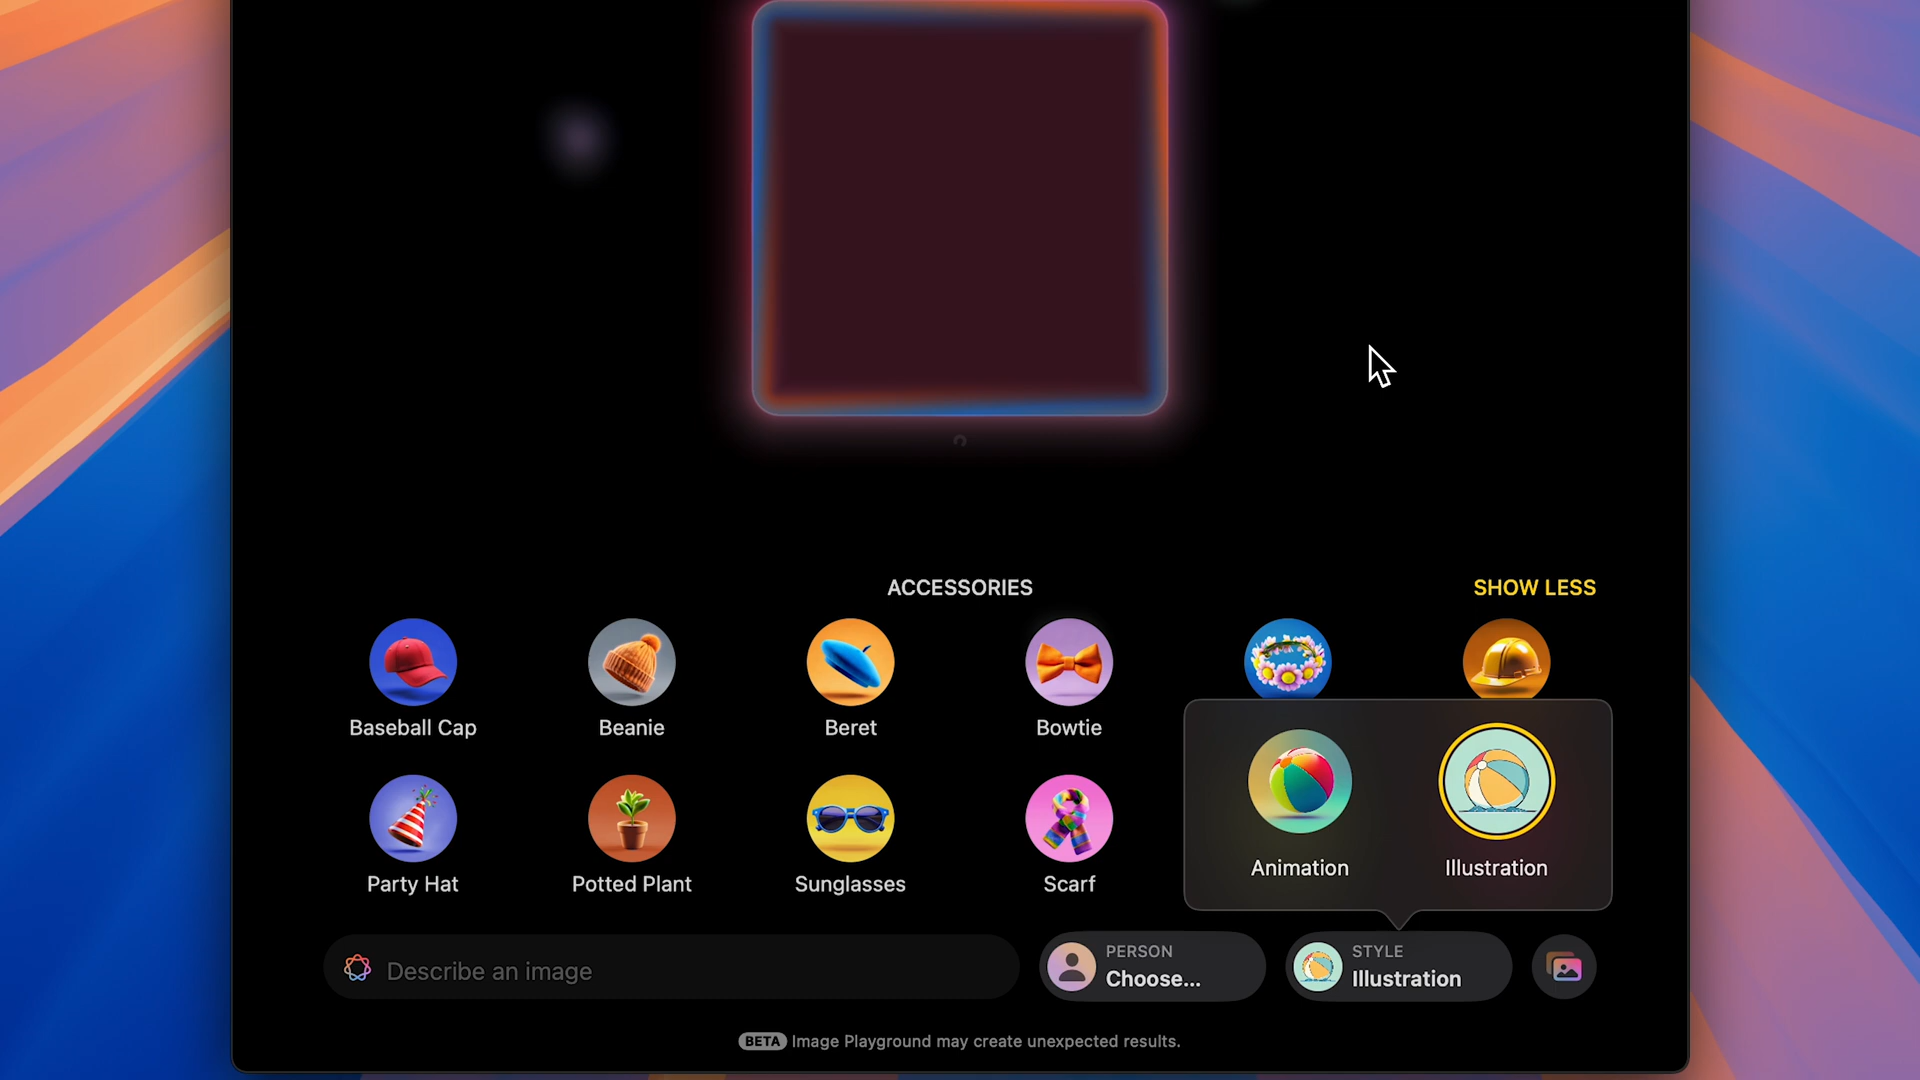 ACCESSORIES
SHOW LESS
Baseball Cap
Beanie
Beret
Bowtie
Party Hat
Potted Plant
Sunglasses
Scarf
Animation
Illustration
Describe an image
PERSON
Choose...
STYLE
Illustration
BETA Image Playground may create unexpected results.